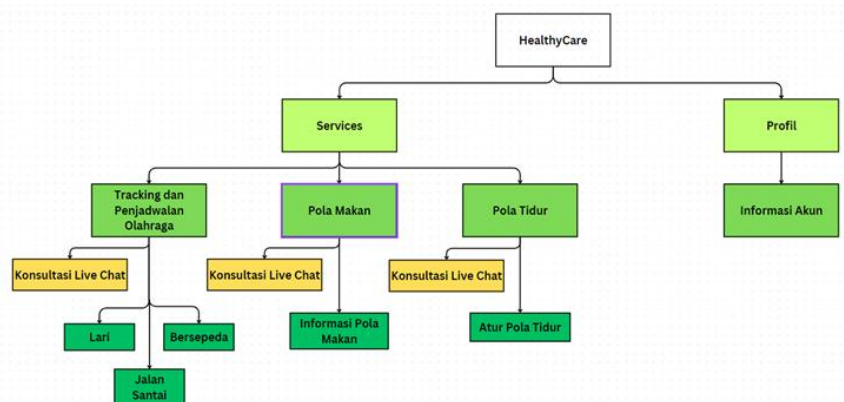 HealthyCare
Services
Profil
Tracking dan
Penjadwalan
Olahraga
Pola Makan
Pola Tidur
Informasi Akun
Konsultasi Live Chat
Konsultasi Live Chat
Konsultasi Live Chat
Lari
Bersepeda
Informasi Pola
Makan
Atur Pola Tidur
Jalan
Santai